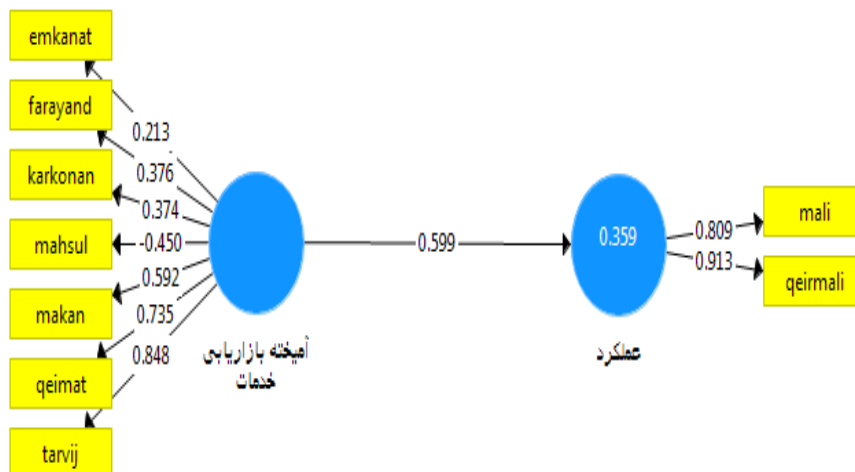 emkanat
farayand
karkonan
mahsul
makan
qeimat
tarvij
0.213
0.376
0.374
-0.450
0.592
0.735
0.848
آمیخته بازاریابی
خدمات
0.599
0.359
عملکرد
0.809
0.913
mali
qeirmali